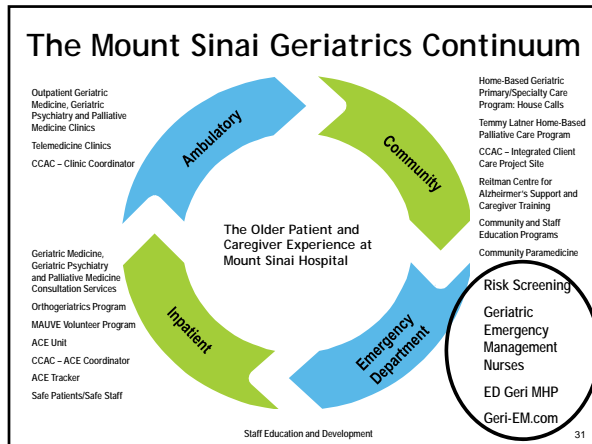 The Mount Sinai Geriatrics Continuum
Outpatient Geriatric
Medicine, Geriatric
Psychiatry and Palliative
Medicine Clinics
Telemedicine Clinics
CCAC – Clinic Coordinator
Ambulatory
Community
Home-Based Geriatric
Primary/Specialty Care
Program: House Calls
Temmy Latner Home-Based
Palliative Care Program
CCAC – Integrated Client
Care Project Site
Reitman Centre for
Alzheimer's Support and
Caregiver Training
Community and Staff
Education Programs
Community Paramedicine
The Older Patient and
Caregiver Experience at
Mount Sinai Hospital
Geriatric Medicine,
Geriatric Psychiatry
and Palliative Medicine
Consultation Services
Orthogeriatrics Program
MAUVE Volunteer Program
ACE Unit
CCAC – ACE Coordinator
ACE Tracker
Safe Patients/Safe Staff
Inpatient
Emergency
Department
Risk Screening
Geriatric
Emergency
Management
Nurses
ED Geri MHP
Geri-EM.com
Staff Education and Development
31